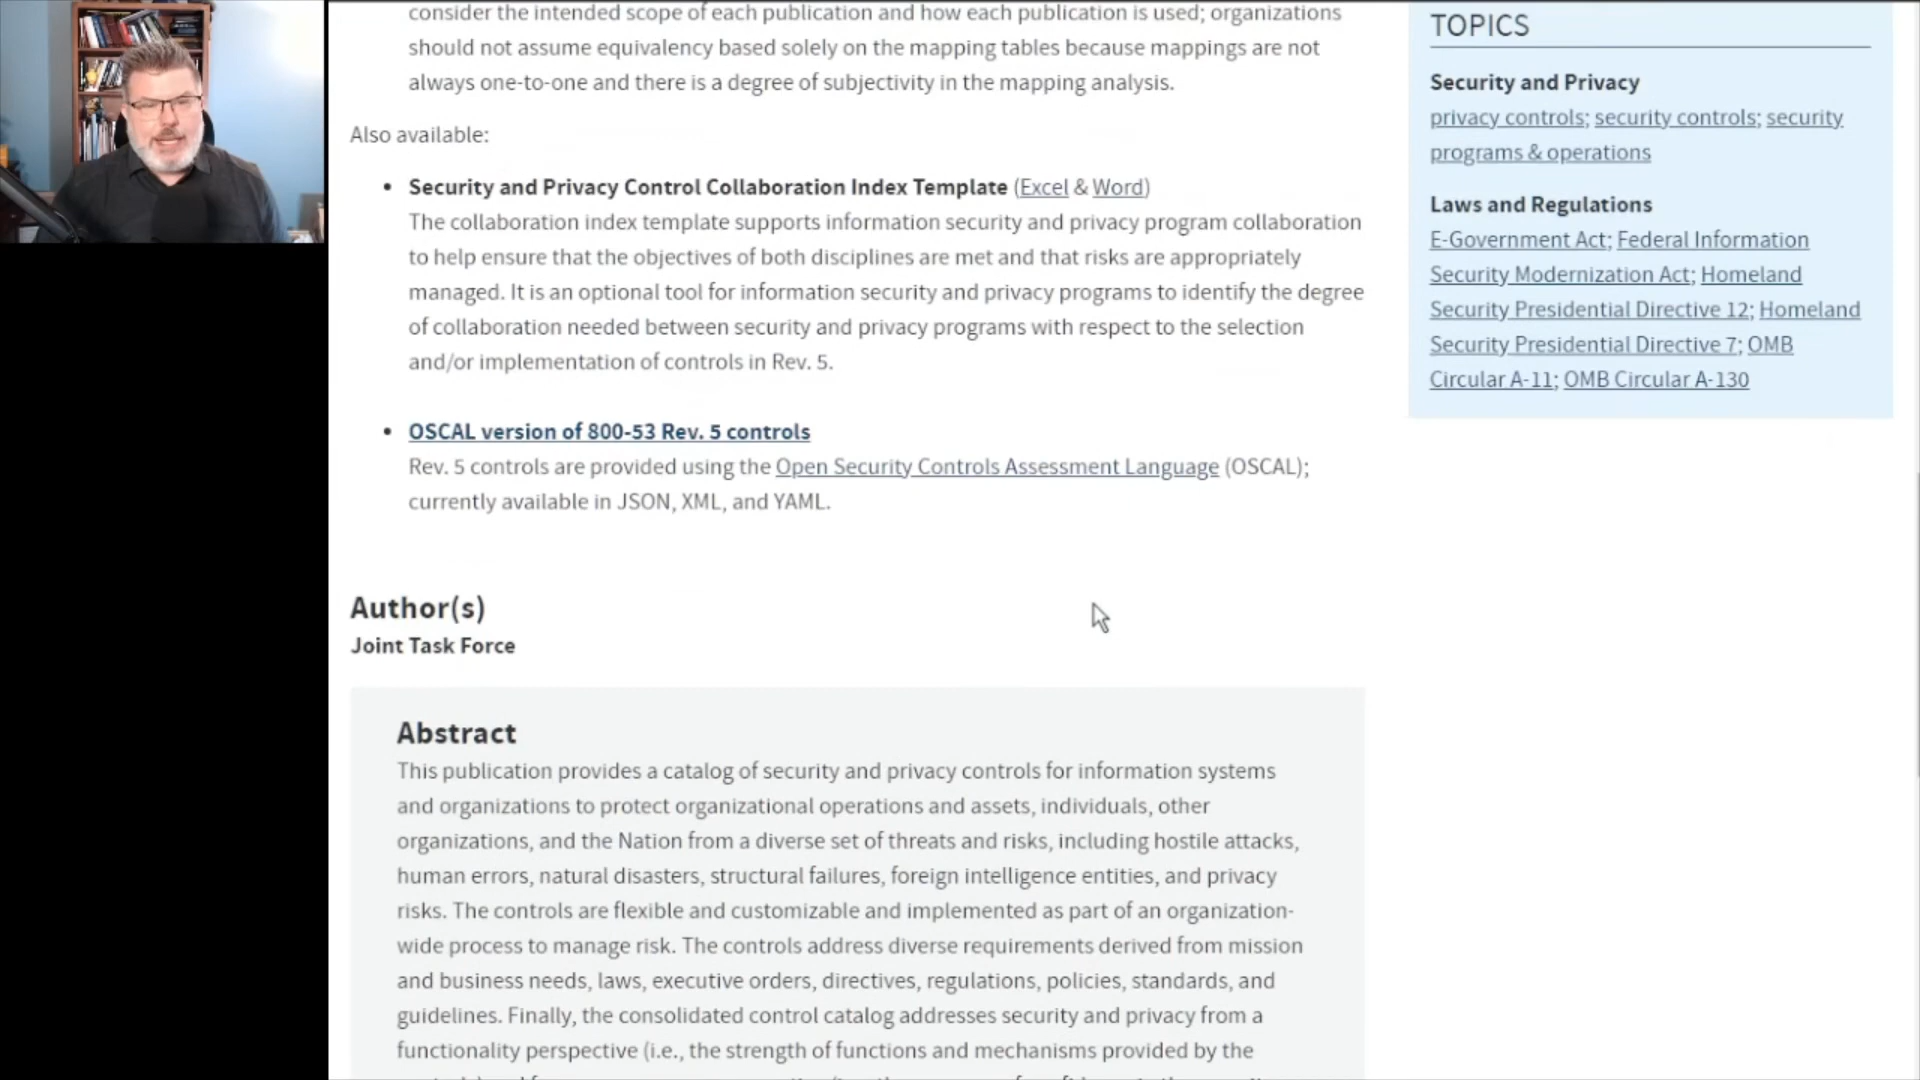 consider the intended scope of each publication and how each publication is used; organizations
should not assume equivalency based solely on the mapping tables because mappings are not
always one-to-one and there is a degree of subjectivity in the mapping analysis.
Also available:
• Security and Privacy Control Collaboration Index Template (Excel & Word)
The collaboration index template supports information security and privacy program collaboration
to help ensure that the objectives of both disciplines are met and that risks are appropriately
managed. It is an optional tool for information security and privacy programs to identify the degree
of collaboration needed between security and privacy programs with respect to the selection
and/or implementation of controls in Rev. 5.
• OSCAL version of 800-53 Rev. 5 controls
Rev. 5 controls are provided using the Open Security Controls Assessment Language (OSCAL);
currently available in JSON, XML, and YAML.
Author(s)
Joint Task Force
Abstract
This publication provides a catalog of security and privacy controls for information systems
and organizations to protect organizational operations and assets, individuals, other
organizations, and the Nation from a diverse set of threats and risks, including hostile attacks,
human errors, natural disasters, structural failures, foreign intelligence entities, and privacy
risks. The controls are flexible and customizable and implemented as part of an organization-
wide process to manage risk. The controls address diverse requirements derived from mission
and business needs, laws, executive orders, directives, regulations, policies, standards, and
guidelines. Finally, the consolidated control catalog addresses security and privacy from a
functionality perspective (i.e., the strength of functions and mechanisms provided by the
TOPICS
Security and Privacy
privacy controls; security controls; security
programs & operations
Laws and Regulations
E-Government Act; Federal Information
Security Modernization Act; Homeland
Security Presidential Directive 12; Homeland
Security Presidential Directive 7; OMB
Circular A-11; OMB Circular A-130